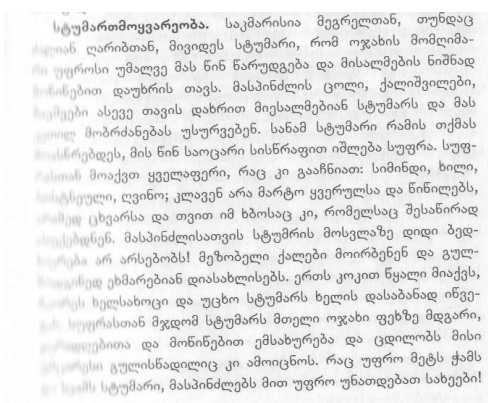 სტუმართმოყვარეობა. საკმარისია მეგრელთან, თუნდაც
ღარიბთან, მივიდეს სტუმარი, რომ ოჯახის მომღიმა-
უფროსი უმალვე მას წინ წარუდგება და მისალმების ნიშნად
დაუხრის თავს. მასპინძლის ცოლი, ქალიშვილები,
ასევე თავის დახრით მიესალმებიან სტუმარს და მას
მობრძანებას უსურვებენ. სანამ სტუმარი რამის თქმას
მოასწრებდეს, მის წინ საოცარი სისწრაფით იშლება სუფრა. სუფ-
მოაქვთ ყველაფერი, რაც კი გააჩნიათ: სიმინდი, ხილი,
ღვინო; კლავენ არა მარტო ყვერულსა და წიწილებს,
ცხვარსა და თვით იმ ხბოსაც კი, რომელსაც შესაწირად
მასპინძლისათვის სტუმრის მოსვლაზე დიდი ბედ-
არ არსებობს! მეზობელი ქალები მოირბენენ და გულ-
ეხმარებიან დიასახლისებს. ერთს კოკით წყალი მიაქვს,
ხელსახოცი და უცხო სტუმარს ხელის დასაბანად იწვე-
სუფრასთან მჯდომ სტუმარს მთელი ოჯახი ფეხზე მდგარი,
და მოწიწებით ემსახურება და ცდილობს მისი
გულისწადილიც კი ამოიცნოს. რაც უფრო მეტს ჭამს
სტუმარი, მასპინძლებს მით უფრო უნათდებათ სახეები!